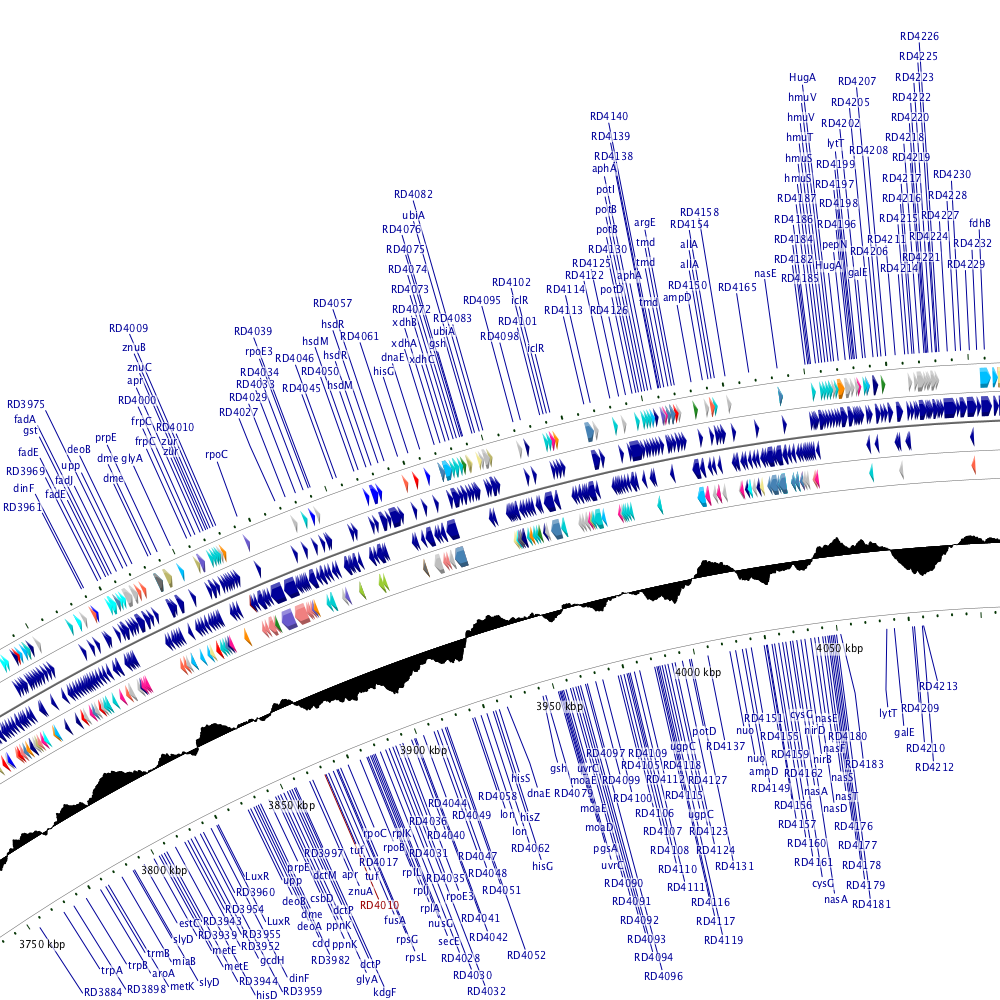 RD4226
RD4225
HugA
RD4223
RD4207
hmuV
RD4222
RD4205
RD4140
hmuV
RD4220
RD4202
RD4139
hmuT
RD4218
lytT
RD4208
RD4138
hmuS
RD4219
RD4199
aphA
hmuS
RD4217
RD4230
RD4197
potI
RD4082
RD4187
RD4216
RD4228
RD4198
potB
ubiA
RD4158
RD4186
RD4215
RD4227
fdhB
RD4196
argE
RD4154
RD4076
potB
RD4184
RD4211
RD4224
RD4232
pepN
tmd
allA
RD4075
RD4130
RD4182
RD4206
RD4221
RD4229
HugA
RD4125
tmd
allA
RD4074
RD4122
aphA
nasE
RD4185
galE
RD4214
RD4102
RD4114
potD
RD4150
RD4165
RD4073
RD4095
iclR
RD4113
RD4126
tmd
ampD
RD4057
RD4072
RD4083
RD4101
xdhB
ubiA
RD4098
RD4009
RD4039
hsdR
RD4061
xdhA
gsh
iclR
znuB
rpoE3
hsdM
dnaE
xdhC
znuC
RD4034
RD4046
hsdR
hisG
apr
RD4033
RD4050
RD4000
RD4029
RD4045
hsdM
RD3975
RD4027
fadA
frpC
RD4010
gst
prpE
frpC
zur
fadE
deoB
dme
glyA
zur
rpoC
RD3969
upp
dme
dinF
fadJ
RD3961
fadE
4050 kbp
4000 kbp
3950 kbp
3900 kbp
3850 kbp
3800 kbp
3750 kbp
RD4213
lytT
RD4209
galE
RD4210
RD4212
RD4151
cysG
nasE
nuo
RD4155
nirD
RD4180
potD
nasF
ugpC
RD4137
nuo
RD4159
nirB
RD4183
RD4097
RD4109
ampD
RD4162
nasS
gsh
uvrC
RD4105
RD4118
RD4149
nasA
nasT
moaE
RD4099
RD4112
RD4127
RD4156
nasD
RD4079
RD4100
RD4115
RD4157
RD4176
moaE
RD4106
ugpC
RD4160
RD4177
moaD
RD4107
RD4123
RD4161
RD4178
pgsA
RD4108
RD4124
cysG
RD4179
uvrC
RD4110
RD4131
nasA
RD4181
RD4090
RD4111
RD4091
RD4116
RD4092
RD4117
RD4093
RD4119
RD4094
RD4096
hisS
dnaE
RD4058
lon
hisZ
lon
RD4062
hisG
RD4044
RD4049
RD4036
RD4040
rpoC
rplK
rpoB
RD4031
RD4047
RD3997
tuf
RD4017
rplL
RD4035
RD4048
prpE
dctM
apr
tuf
rplJ
rpoE3
RD4051
LuxR
upp
znuA
RD4010
rplA
RD4041
RD3960
deoB
csbD
fusA
nusG
RD4042
RD3954
dme
dctP
rpsG
secE
RD4052
estC
RD3943
LuxR
deoA
ppnK
rpsL
RD4028
slyD
RD3939
RD3955
cdd
ppnK
RD4030
trmB
metE
RD3952
RD3982
dctP
RD4032
trpB
miaB
metE
gcdH
glyA
trpA
aroA
slyD
RD3944
dinF
kdgF
RD3884
RD3898
metK
hisD
RD3959